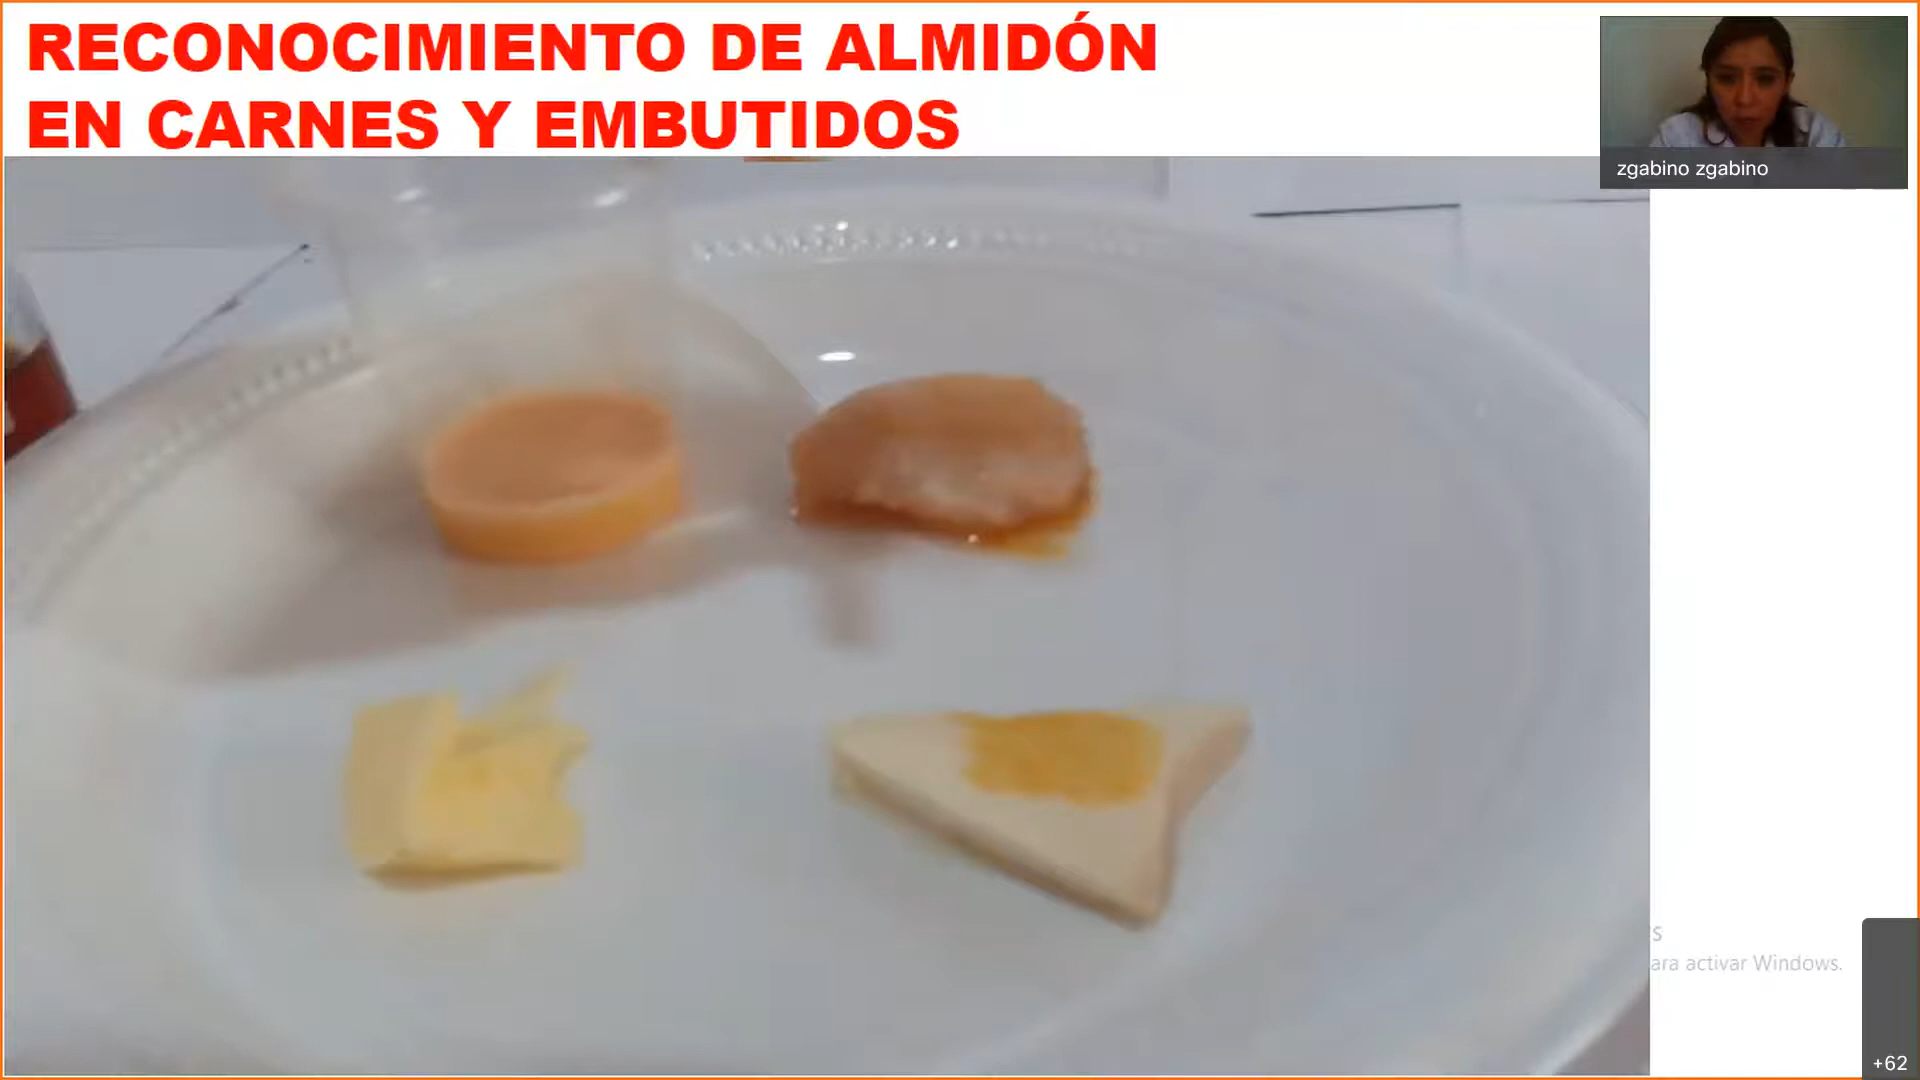 RECONOCIMIENTO DE ALMIDÓN
EN CARNES Y EMBUTIDOS
zgabino zgabino
s
ara activar Windows.
+62